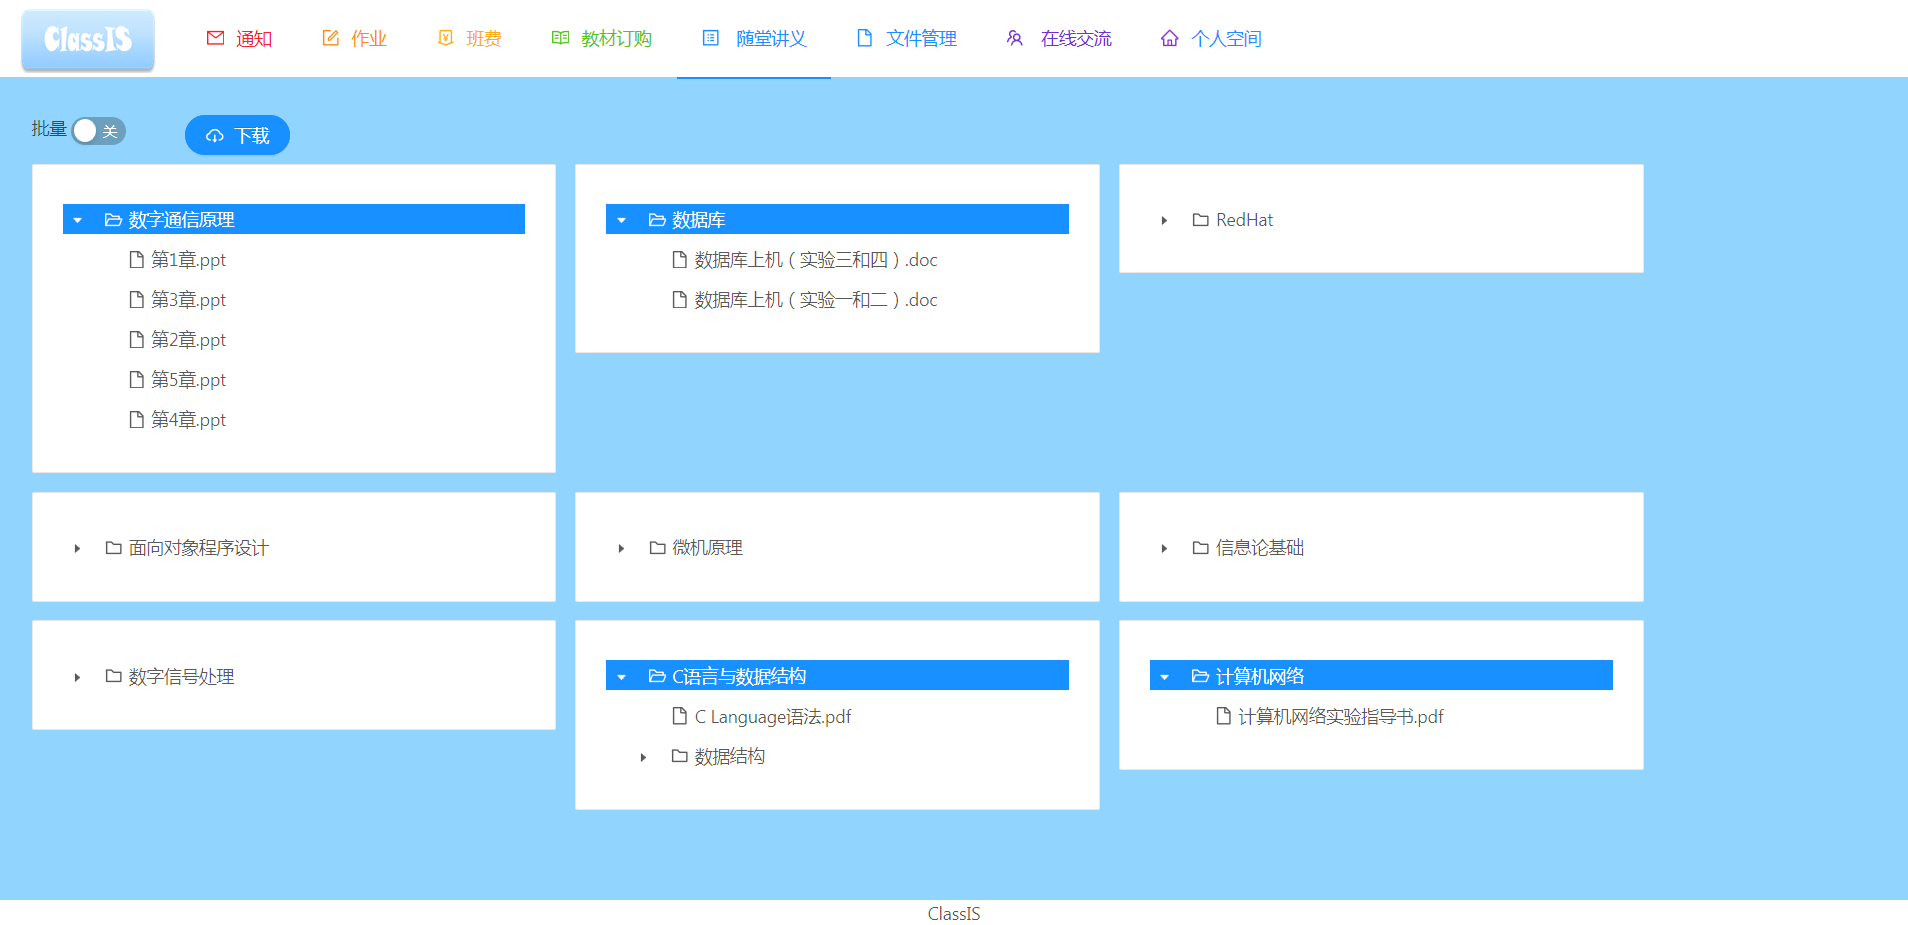 ClassIS
通知
作业
班费
教材订购
随堂讲义
文件管理
在线交流
个人空间
批量
关
下载
数字通信原理
第1章.ppt
第3章.ppt
第2章.ppt
第5章.ppt
第4章.ppt
数据库
数据库上机（实验三和四）.doc
数据库上机（实验一和二）.doc
RedHat
面向对象程序设计
微机原理
信息论基础
数字信号处理
C语言与数据结构
C Language语法.pdf
数据结构
计算机网络
计算机网络实验指导书.pdf
ClassIS